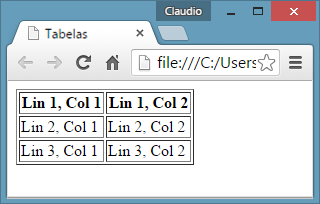 Claudio
Tabelas
file:///C:/Users
Lin 1, Col 1 Lin 1, Col 2
Lin 2, Col 1 Lin 2, Col 2
Lin 3, Col 1 Lin 3, Col 2